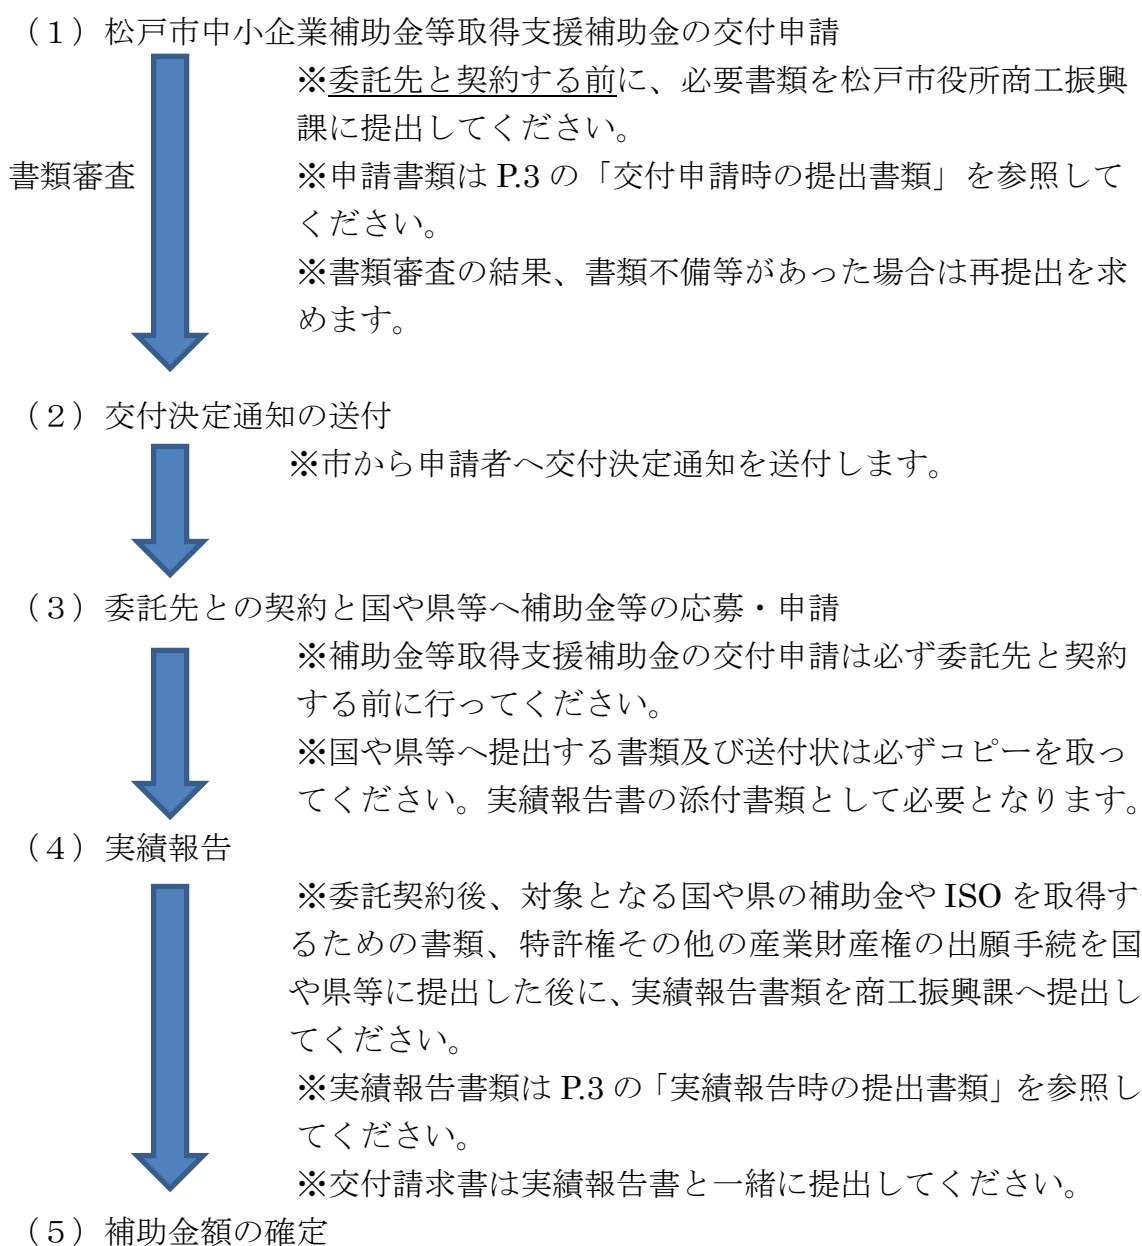 （１）松戸市中小企業補助金等取得支援補助金の交付申請
※委託先と契約する前に、必要書類を松戸市役所商工振興
課に提出してください。
書類審査
※申請書類は P.3 の「交付申請時の提出書類」を参照して
ください。
※書類審査の結果、書類不備等があった場合は再提出を求
めます。
（２）交付決定通知の送付
※市から申請者へ交付決定通知を送付します。
（３）委託先との契約と国や県等へ補助金等の応募・申請
※補助金等取得支援補助金の交付申請は必ず委託先と契約
する前に行ってください。
※国や県等へ提出する書類及び送付状は必ずコピーを取っ
てください。実績報告書の添付書類として必要となります。
（４）実績報告
※委託契約後、対象となる国や県の補助金や ISO を取得す
るための書類、特許権その他の産業財産権の出願手続を国
や県等に提出した後に、実績報告書類を商工振興課へ提出し
てください。
※実績報告書類は P.3 の「実績報告時の提出書類」を参照し
てください。
※交付請求書は実績報告書と一緒に提出してください。
（５）補助金額の確定